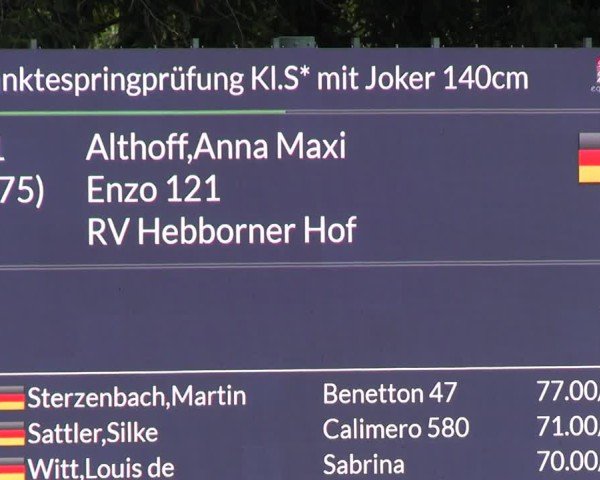 nktespringprüfung Kl.S* mit Joker 140cm
Althoff,Anna Maxi
75) Enzo 121
RV Hebborner Hof
Sterzenbach,Martin Benetton 47 77.00/
Sattler,Silke Calimero 580 71.00/
Witt,Louis de Sabrina 70.00/